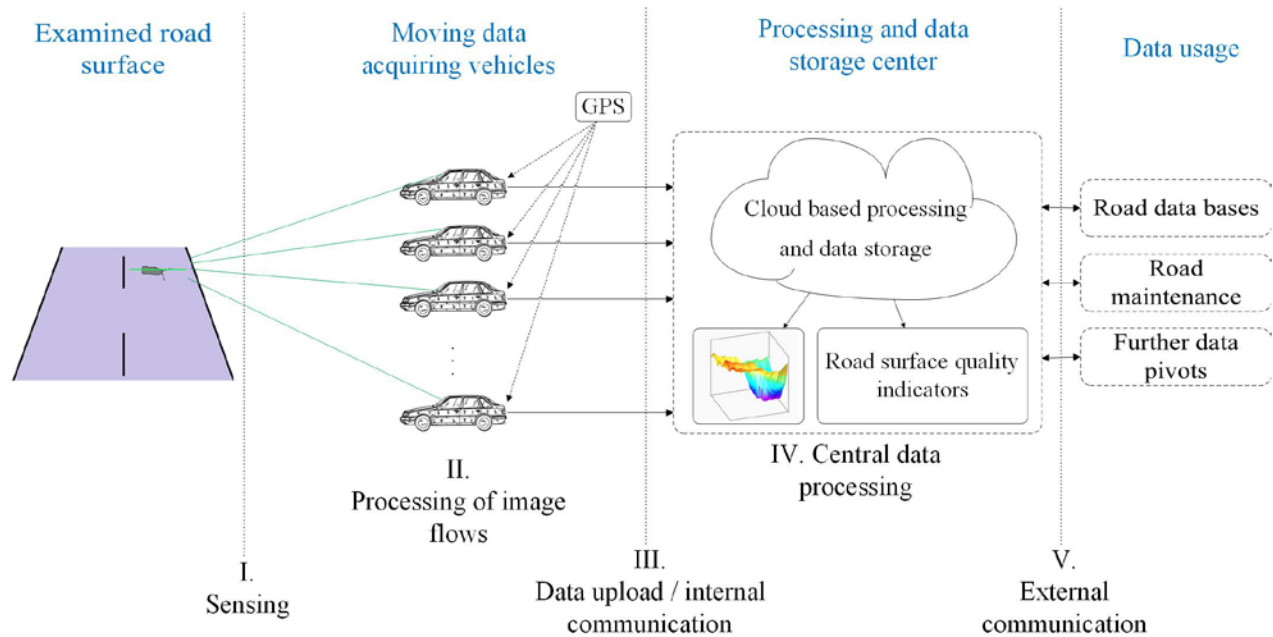 Examined road
surface
Moving data
acquiring vehicles
Processing and data
storage center
Data usage
GPS
Cloud based processing
and data storage
Road surface quality
indicators
Road data bases
Road
maintenance
Further data
pivots
II.
Processing of image
flows
IV. Central data
processing
I.
Sensing
III.
Data upload / internal
communication
V.
External
communication